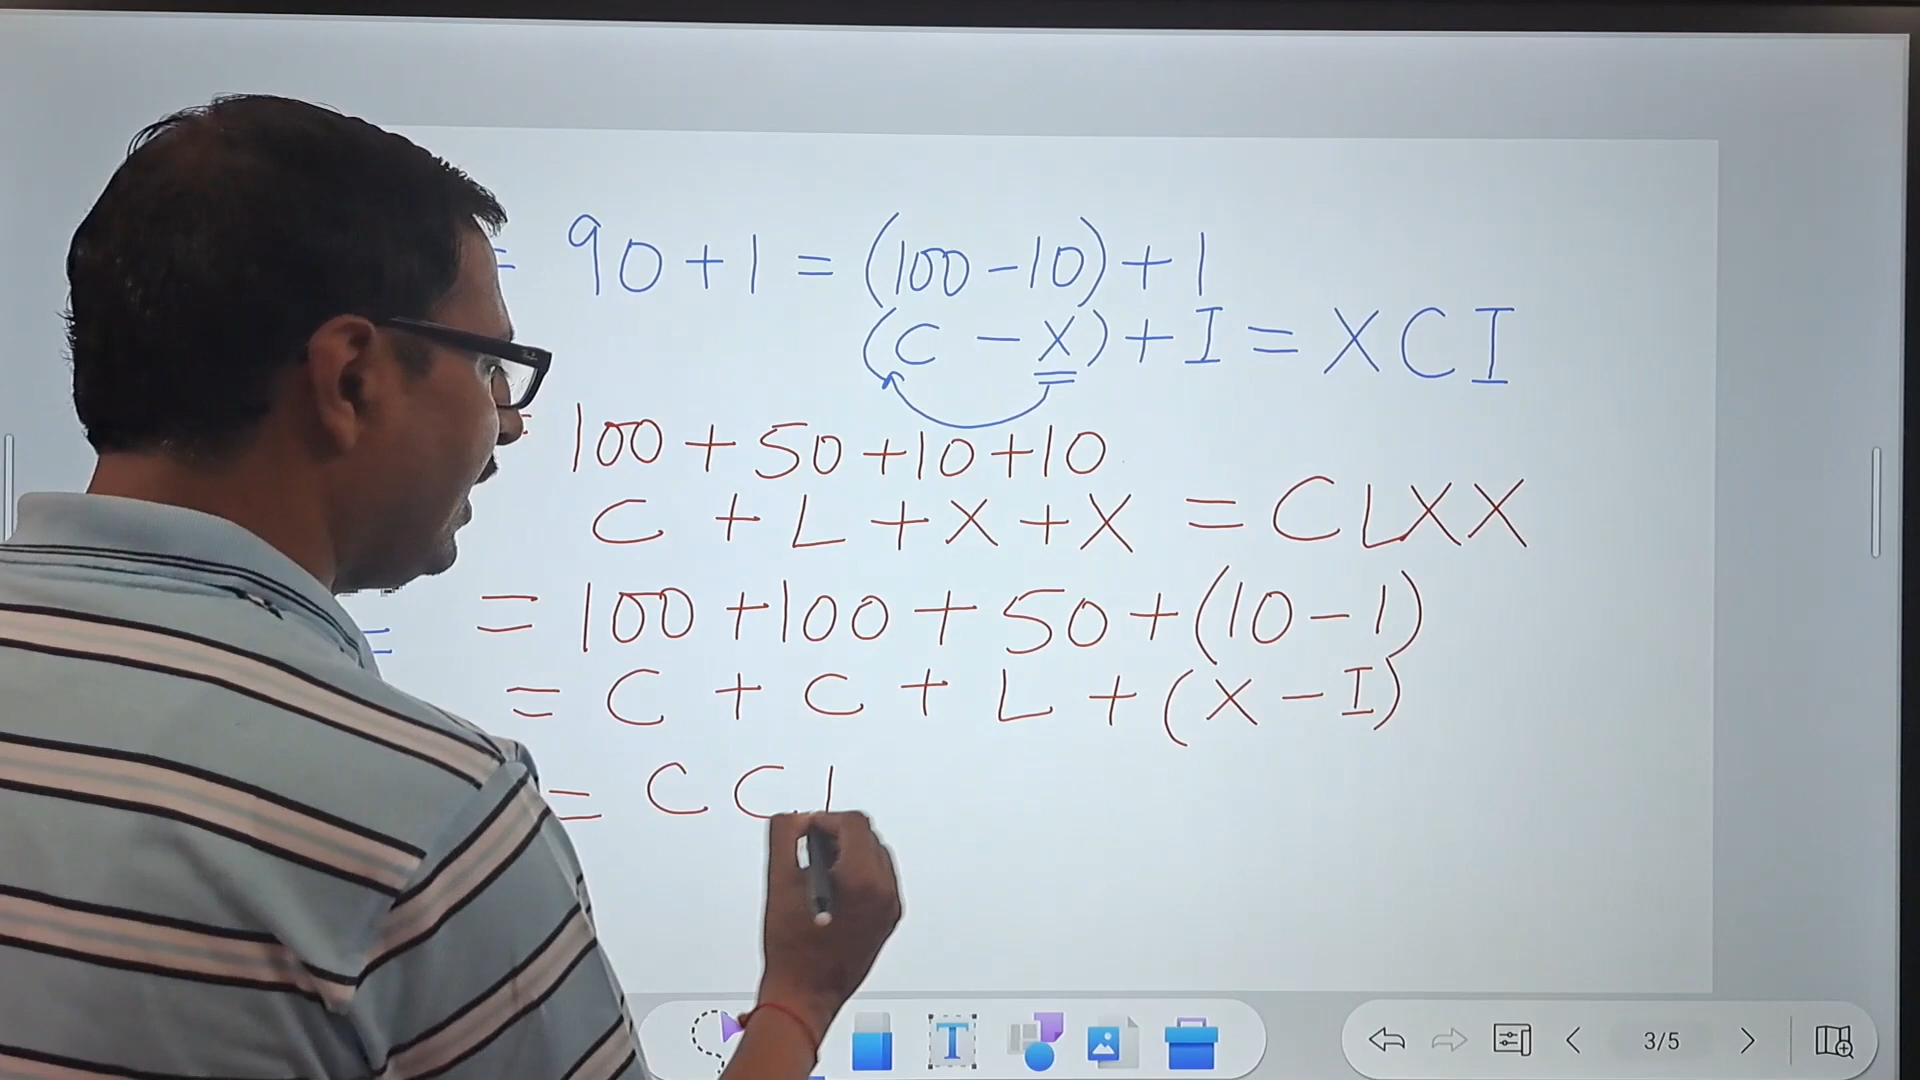 = 90 + 1 = (100 - 10) + 1
(C - X) + I = XCI
= 100 + 50 + 10 + 10
C + L + X + X = CLXX
= = 100 + 100 + 50 + (10 - 1)
= C + C + L + (X - I)
= CCL
T
3/5